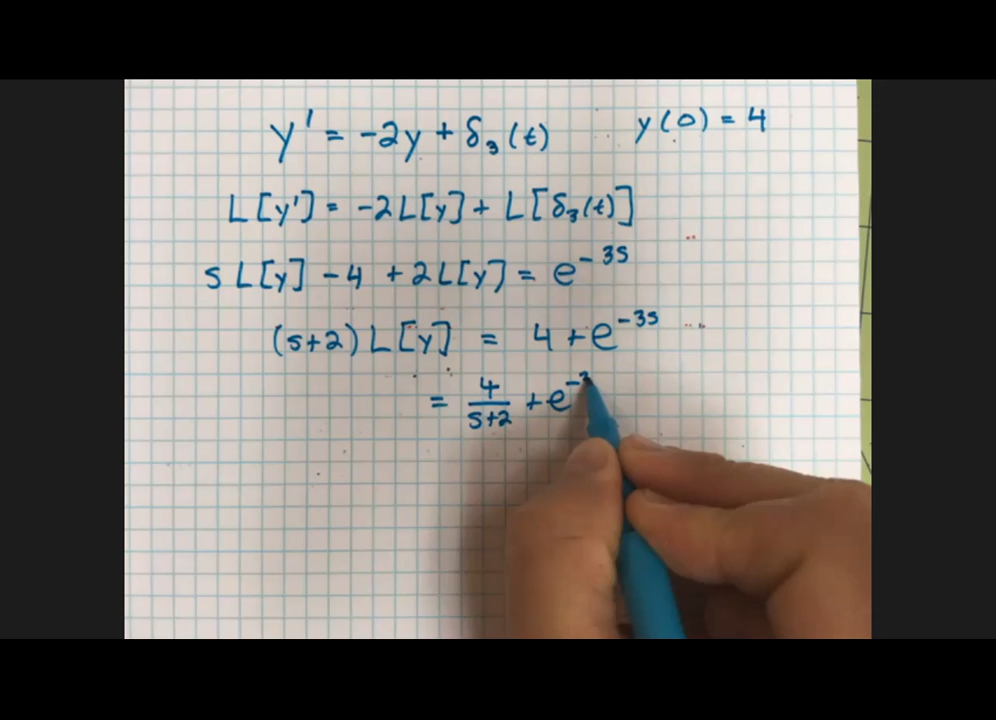 y' = -2y + δ₃(t) y(0) = 4
L[y'] = -2L[y] + L[δ₃(t)]
sL[y] - 4 + 2L[y] = e^{-3s}
(s+2) L[y] = 4 + e^{-3s}
= 4/(s+2) + e^{-